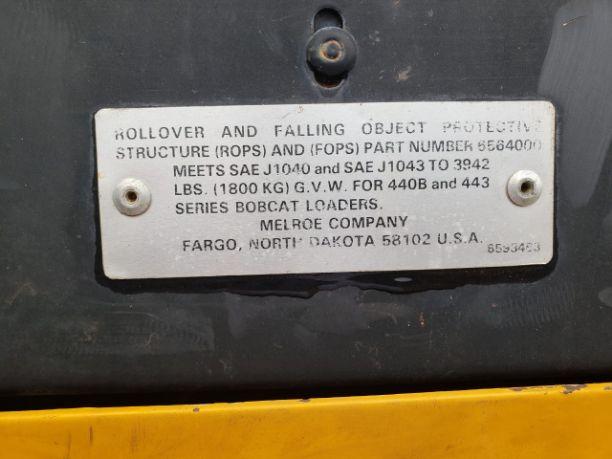 ROLLOVER AND FALLING OBJECT PROTECTIVE
STRUCTURE (ROPS) AND (FOPS) PART NUMBER 6564000
MEETS SAE J1040 and SAE J1043 TO 3942
LBS. (1800 KG) G.V.W. FOR 440B and 443
SERIES BOBCAT LOADERS.
MELROE COMPANY
FARGO, NORTH DAKOTA 58102 U.S.A.
6593463